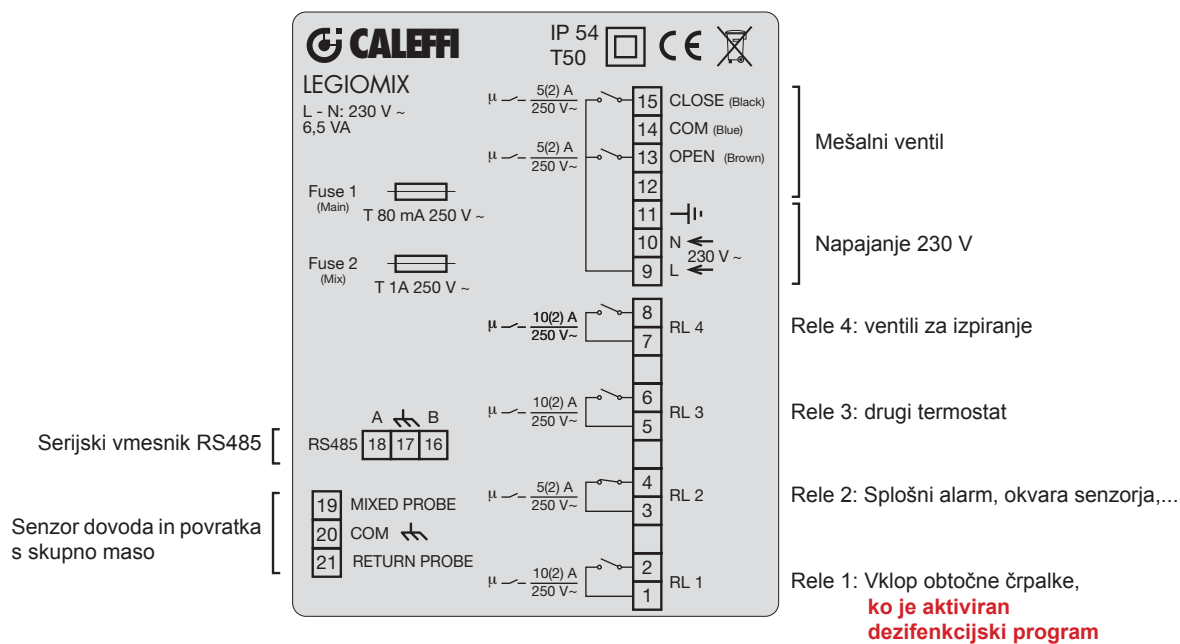 CALEFFI
IP 54
T50
CE
LEGIOMIX
L - N: 230 V ~
6,5 VA
Fuse 1
(Main)
T 80 mA 250 V ~
Fuse 2
(Mix)
T 1A 250 V ~
µ 5(2) A
250 V~
15 CLOSE (Black)
14 COM (Blue)
µ 5(2) A
250 V~
13 OPEN (Brown)
12
11
10 N
230 V ~
9 L
Mešalni ventil
Napajanje 230 V
µ 10(2) A
250 V~
8
7
RL 4
Rele 4: ventili za izpiranje
µ 10(2) A
250 V~
6
5
RL 3
Rele 3: drugi termostat
Serijski vmesnik RS485
A B
RS485 18 17 16
µ 5(2) A
250 V~
4
3
RL 2
Rele 2: Splošni alarm, okvara senzorja,...
Senzor dovoda in povratka
s skupno maso
19 MIXED PROBE
20 COM
21 RETURN PROBE
µ 10(2) A
250 V~
2
1
RL 1
Rele 1: Vklop obtočne črpalke,
ko je aktiviran
dezifenkcijski program